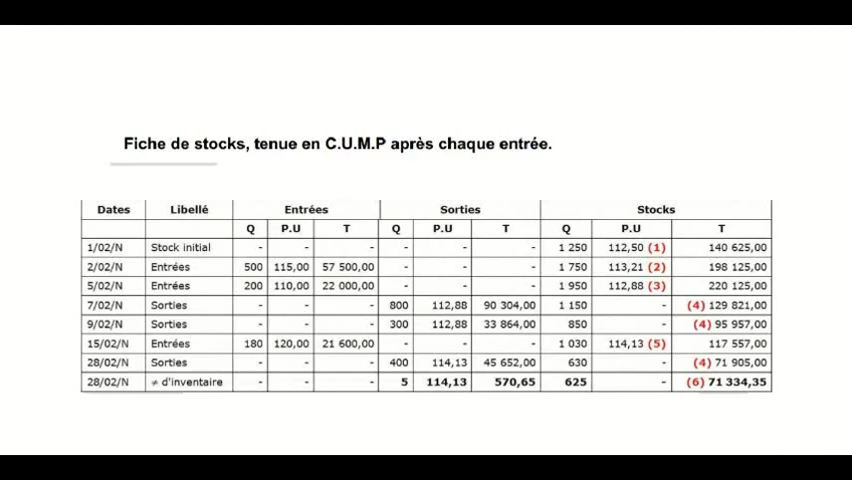 Fiche de stocks, tenue en C.U.M.P après chaque entrée.
Dates Libellé Entrées Sorties Stocks
Q P.U T Q P.U T Q P.U T
1/02/N Stock initial - - - - - - 1 250 112,50 (1) 140 625,00
2/02/N Entrées 500 115,00 57 500,00 - - - 1 750 113,21 (2) 198 125,00
5/02/N Entrées 200 110,00 22 000,00 - - - 1 950 112,88 (3) 220 125,00
7/02/N Sorties - - - 800 112,88 90 304,00 1 150 - (4) 129 821,00
9/02/N Sorties - - - 300 112,88 33 864,00 850 - (4) 95 957,00
15/02/N Entrées 180 120,00 21 600,00 - - - 1 030 114,13 (5) 117 557,00
28/02/N Sorties - - - 400 114,13 45 652,00 630 - (4) 71 905,00
28/02/N ≠ d'inventaire - - - 5 114,13 570,65 625 - (6) 71 334,35